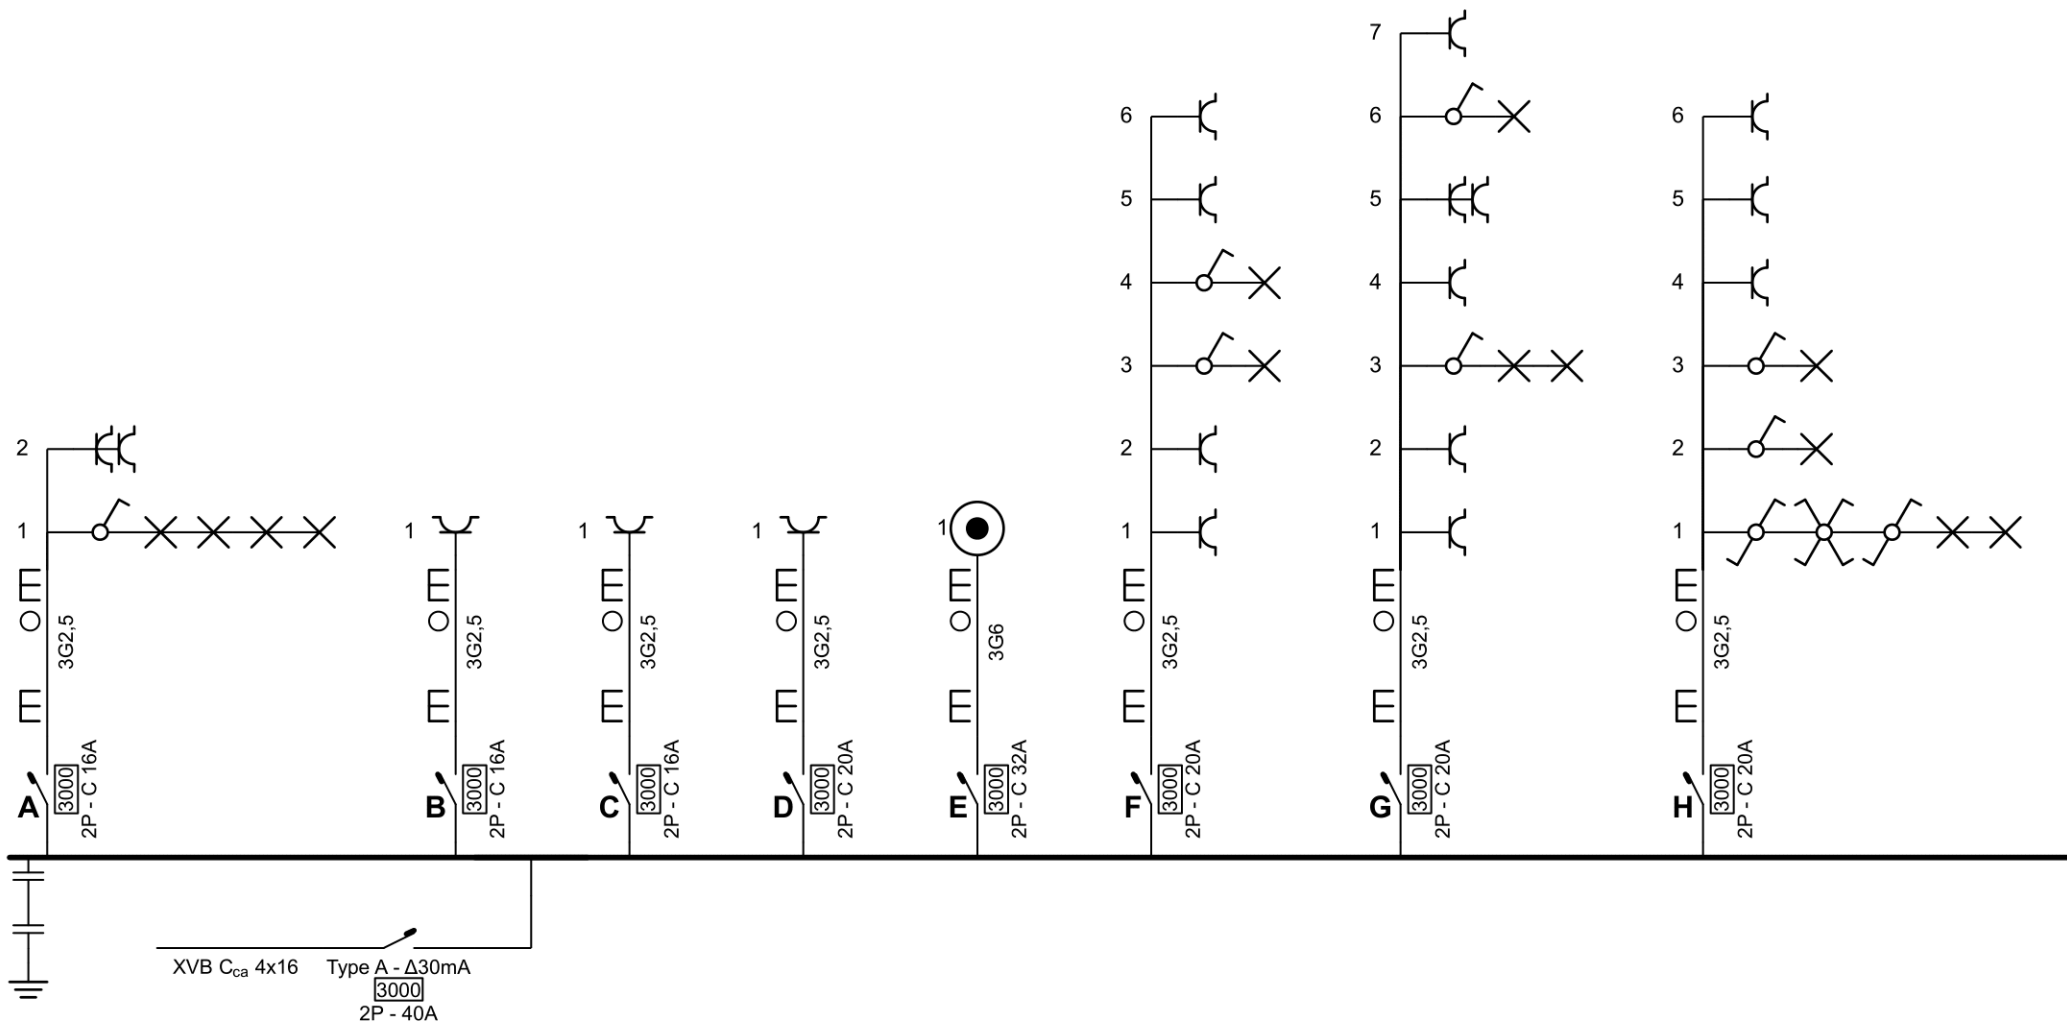 7
6
6
6
5
5
5
4
4
4
3
3
3
2
2
2
2
1
1
1
1
1
1
1
1
3G2,5
3G2,5
3G2,5
3G2,5
3G6
3G2,5
3G2,5
3G2,5
A
3000
2P - C 16A
B
3000
2P - C 16A
C
3000
2P - C 16A
D
3000
2P - C 20A
E
3000
2P - C 32A
F
3000
2P - C 20A
G
3000
2P - C 20A
H
3000
2P - C 20A
XVB Cca 4x16
Type A - Δ30mA
3000
2P - 40A